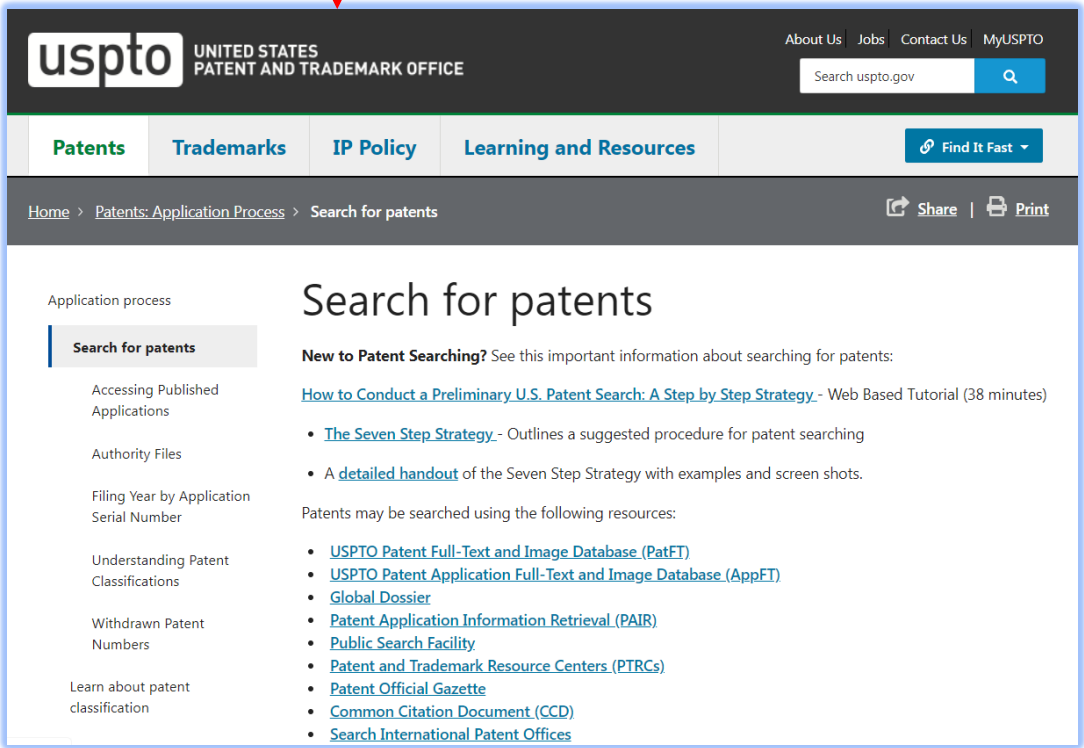 uspto
UNITED STATES
PATENT AND TRADEMARK OFFICE
About Us Jobs Contact Us MyUSPTO
Search uspto.gov
Patents Trademarks IP Policy Learning and Resources
Find It Fast
Home > Patents: Application Process > Search for patents
Share | Print
Application process
Search for patents
Accessing Published
Applications
Authority Files
Filing Year by Application
Serial Number
Understanding Patent
Classifications
Withdrawn Patent
Numbers
Learn about patent
classification
Search for patents
New to Patent Searching? See this important information about searching for patents:
How to Conduct a Preliminary U.S. Patent Search: A Step by Step Strategy - Web Based Tutorial (38 minutes)
• The Seven Step Strategy - Outlines a suggested procedure for patent searching
• A detailed handout of the Seven Step Strategy with examples and screen shots.
Patents may be searched using the following resources:
• USPTO Patent Full-Text and Image Database (PatFT)
• USPTO Patent Application Full-Text and Image Database (AppFT)
• Global Dossier
• Patent Application Information Retrieval (PAIR)
• Public Search Facility
• Patent and Trademark Resource Centers (PTRCs)
• Patent Official Gazette
• Common Citation Document (CCD)
• Search International Patent Offices